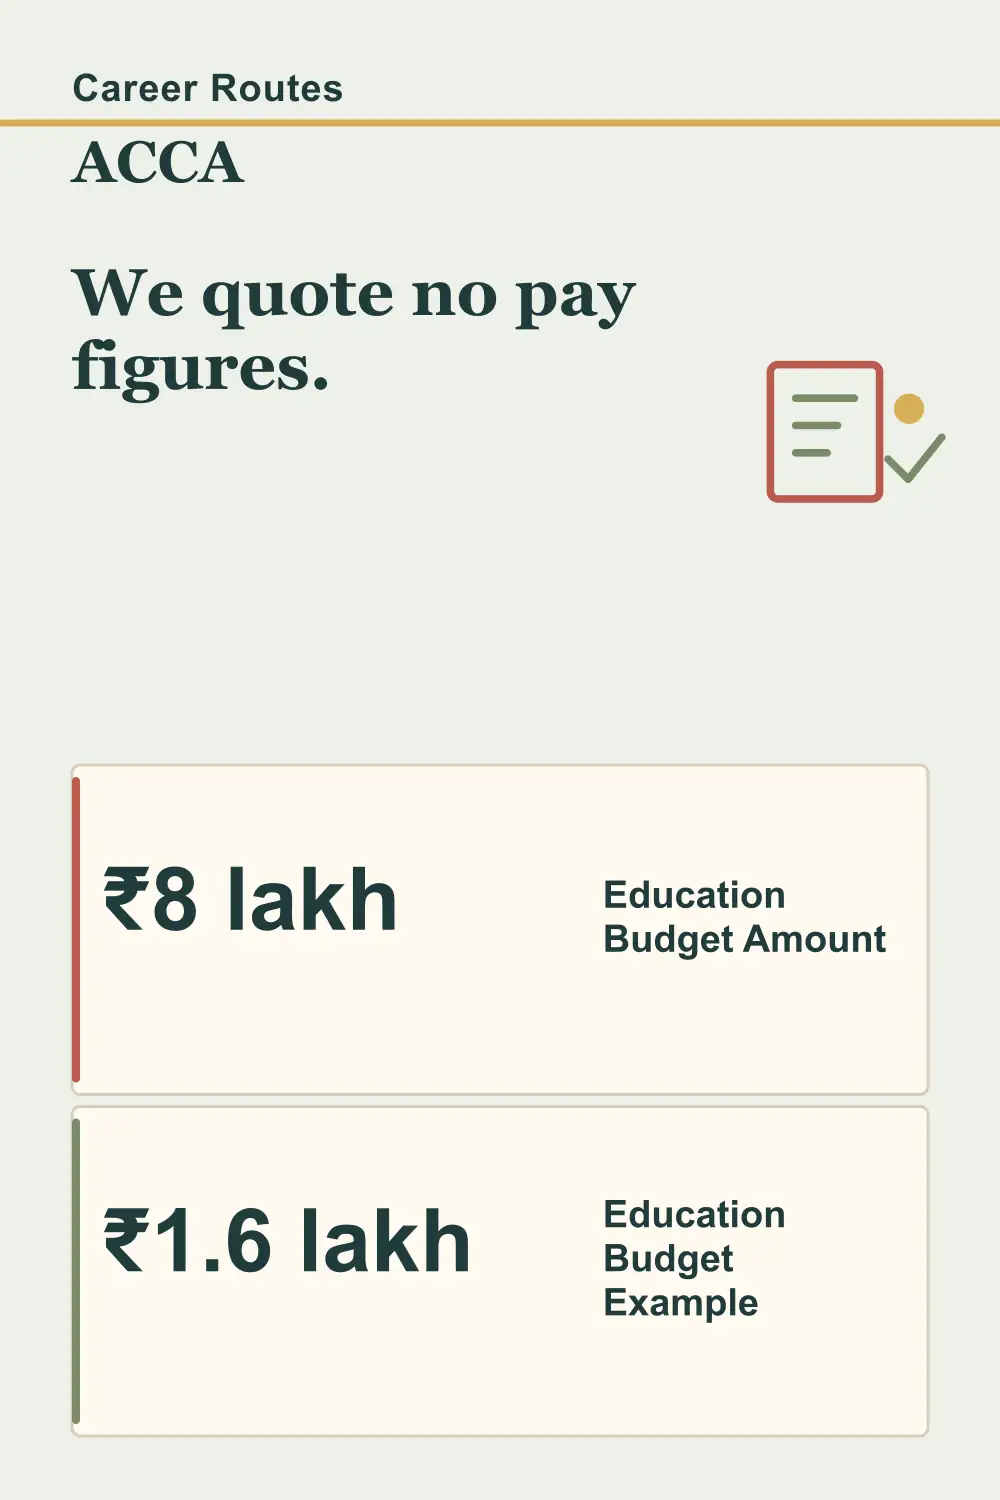 Career Routes
ACCA
We quote no pay
figures.
₹8 lakh
Education
Budget Amount
₹1.6 lakh
Education
Budget
Example